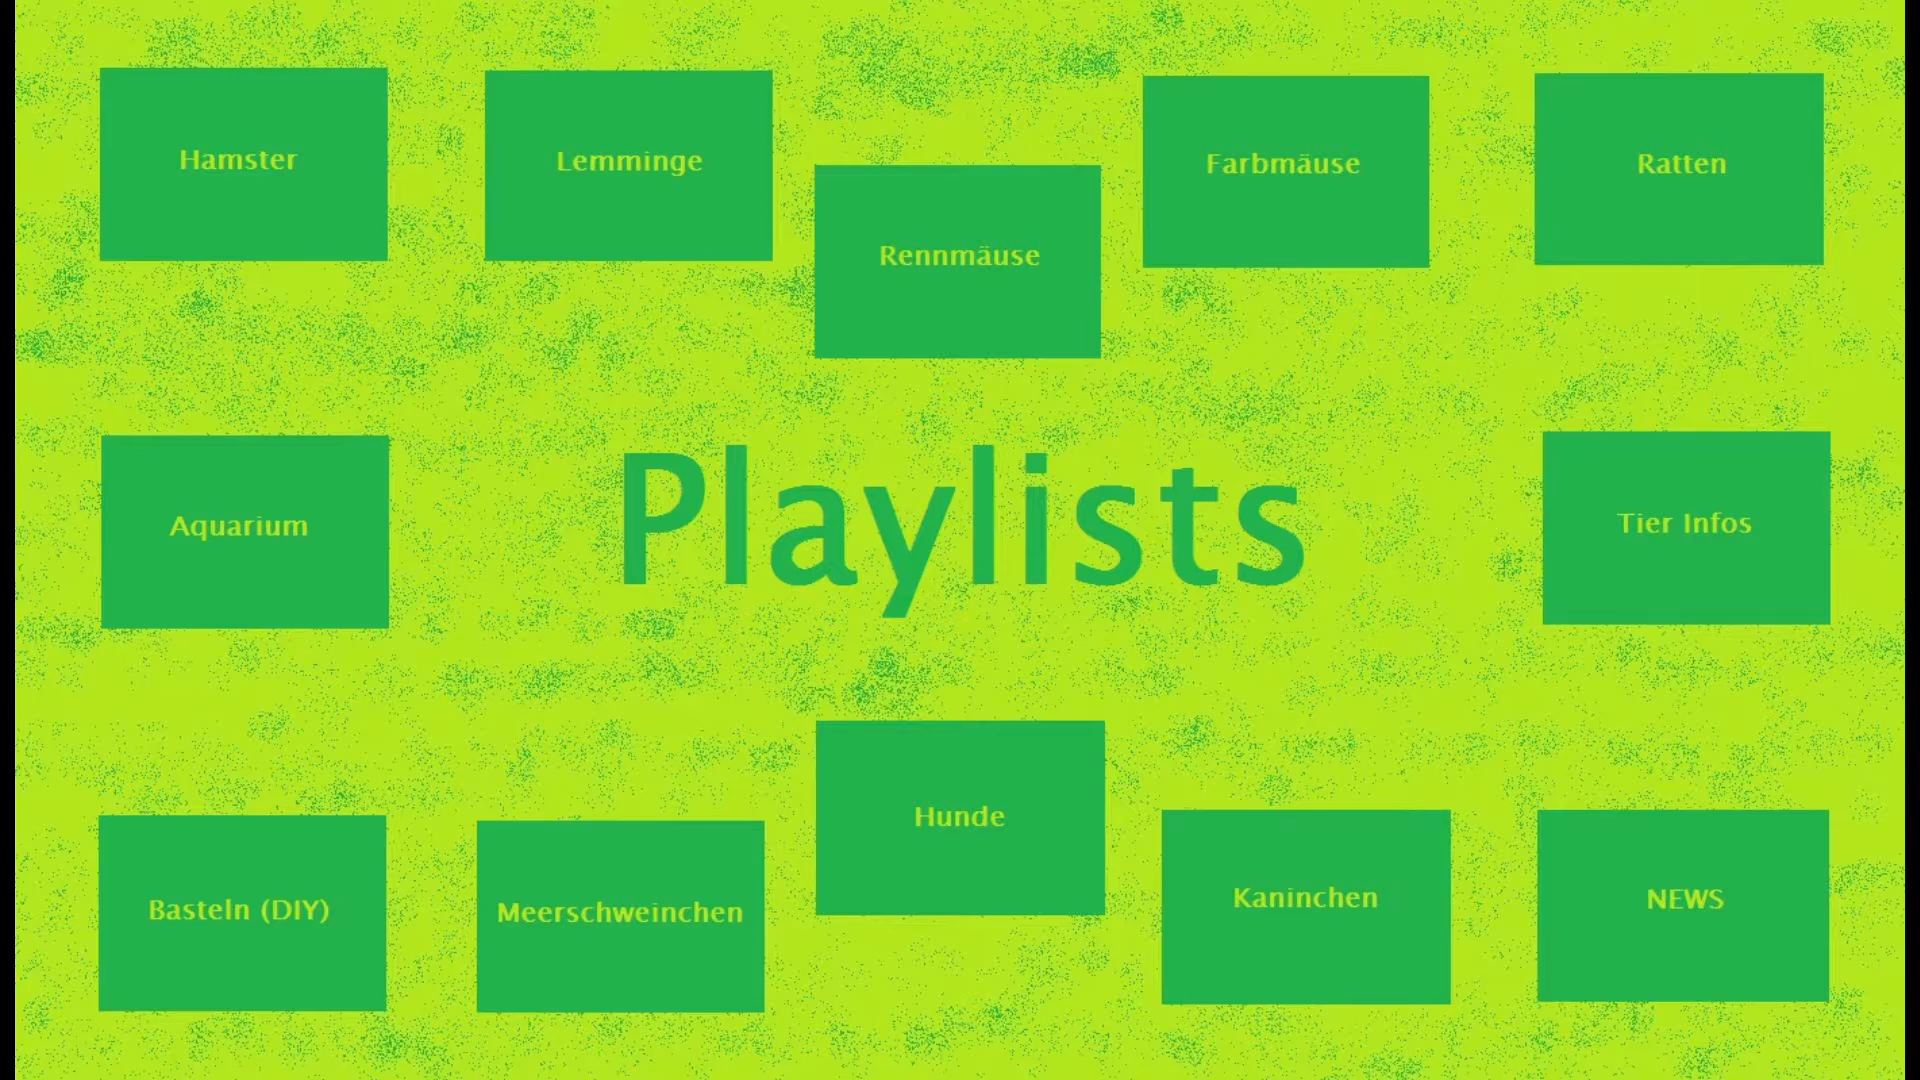 Hamster
Lemminge
Rennmäuse
Farbmäuse
Ratten
Aquarium
Playlists
Tier Infos
Basteln (DIY)
Meerschweinchen
Hunde
Kaninchen
NEWS